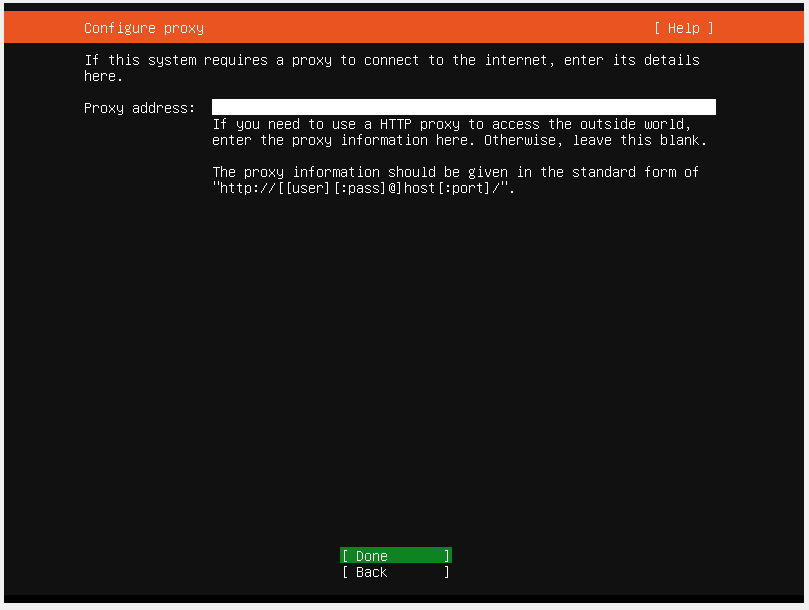 Configure proxy [ Help ]
If this system requires a proxy to connect to the internet, enter its details
here.
Proxy address:
If you need to use a HTTP proxy to access the outside world,
enter the proxy information here. Otherwise, leave this blank.
The proxy information should be given in the standard form of
"http://[[user][:pass]@]host[:port]/".
[ Done ]
[ Back ]